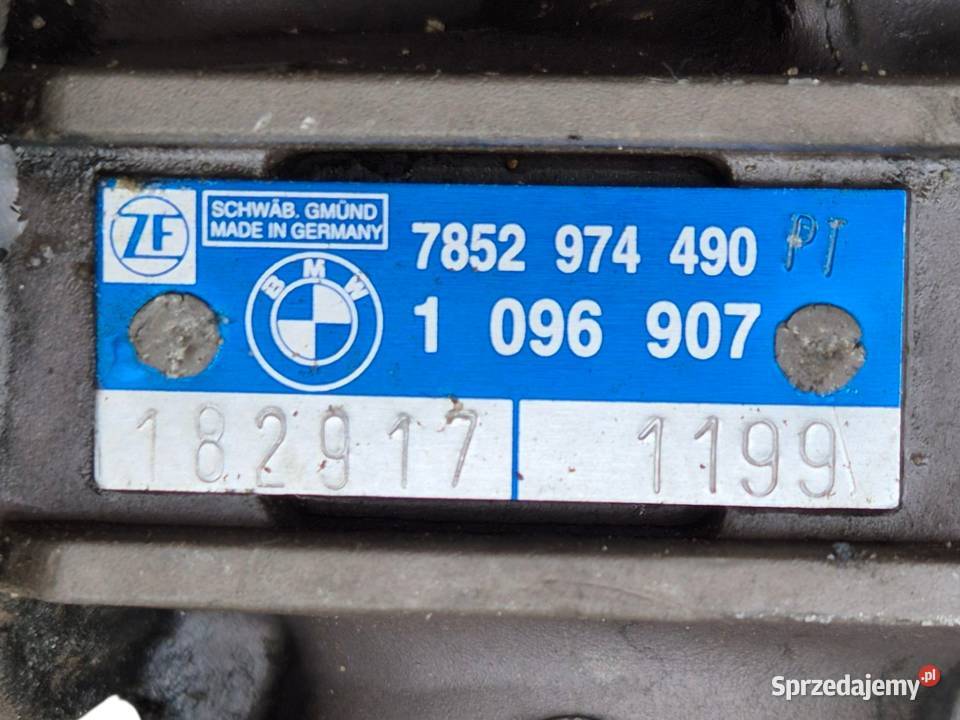 ZF
SCHWÄB. GMÜND
MADE IN GERMANY
7852 974 490 PT
BMW
1 096 907
182917 1199
Sprzedajemy.pl